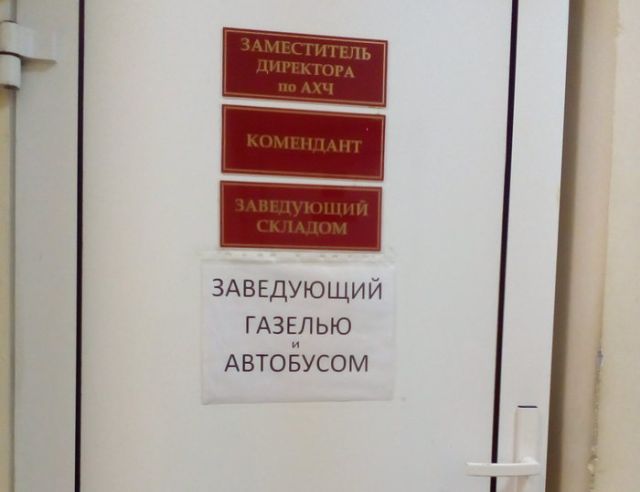 ЗАМЕСТИТЕЛЬ
ДИРЕКТОРА
по АХЧ
КОМЕНДАНТ
ЗАВЕДУЮЩИЙ
СКЛАДОМ
ЗАВЕДУЮЩИЙ
ГАЗЕЛЬЮ
и
АВТОБУСОМ